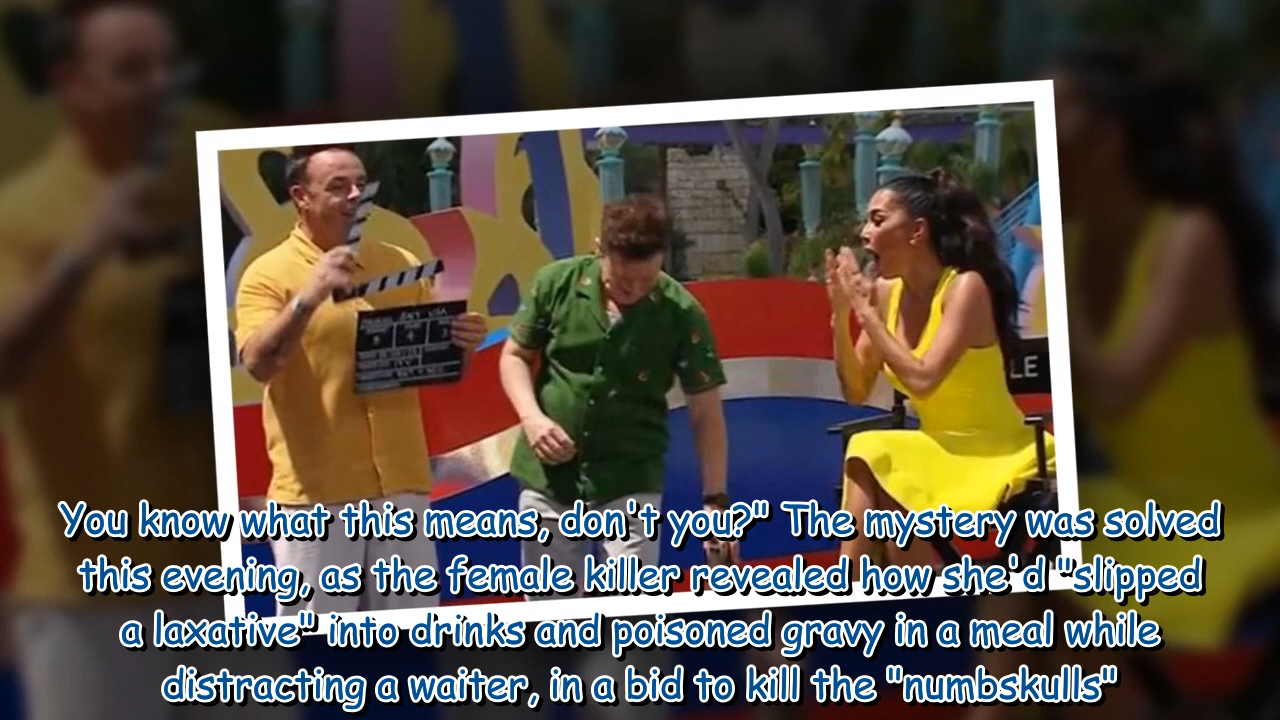 LE
You know what this means, don't you?" The mystery was solved
this evening, as the female killer revealed how she'd "slipped
a laxative" into drinks and poisoned gravy in a meal while
distracting a waiter, in a bid to kill the "numbskulls"